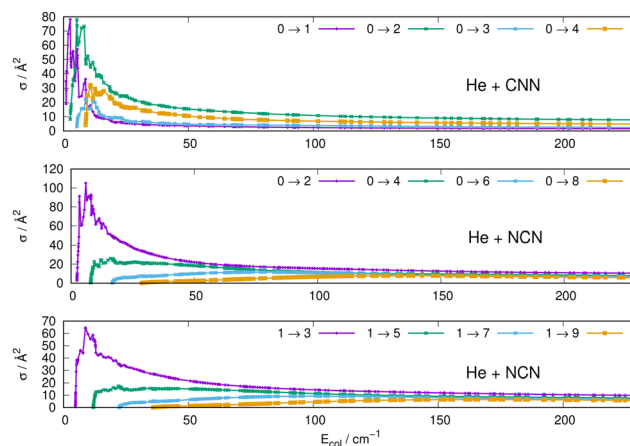 0 → 1 0 → 2 0 → 3 0 → 4
80
70
60
50
40
30
20
10
0
σ / Å²
He + CNN
50 100 150 200
0 → 2 0 → 4 0 → 6 0 → 8
120
100
80
60
40
20
0
σ / Å²
He + NCN
0 50 100 150 200
1 → 3 1 → 5 1 → 7 1 → 9
70
60
50
40
30
20
10
0
σ / Å²
He + NCN
0 50 100 150 200
E_col / cm⁻¹